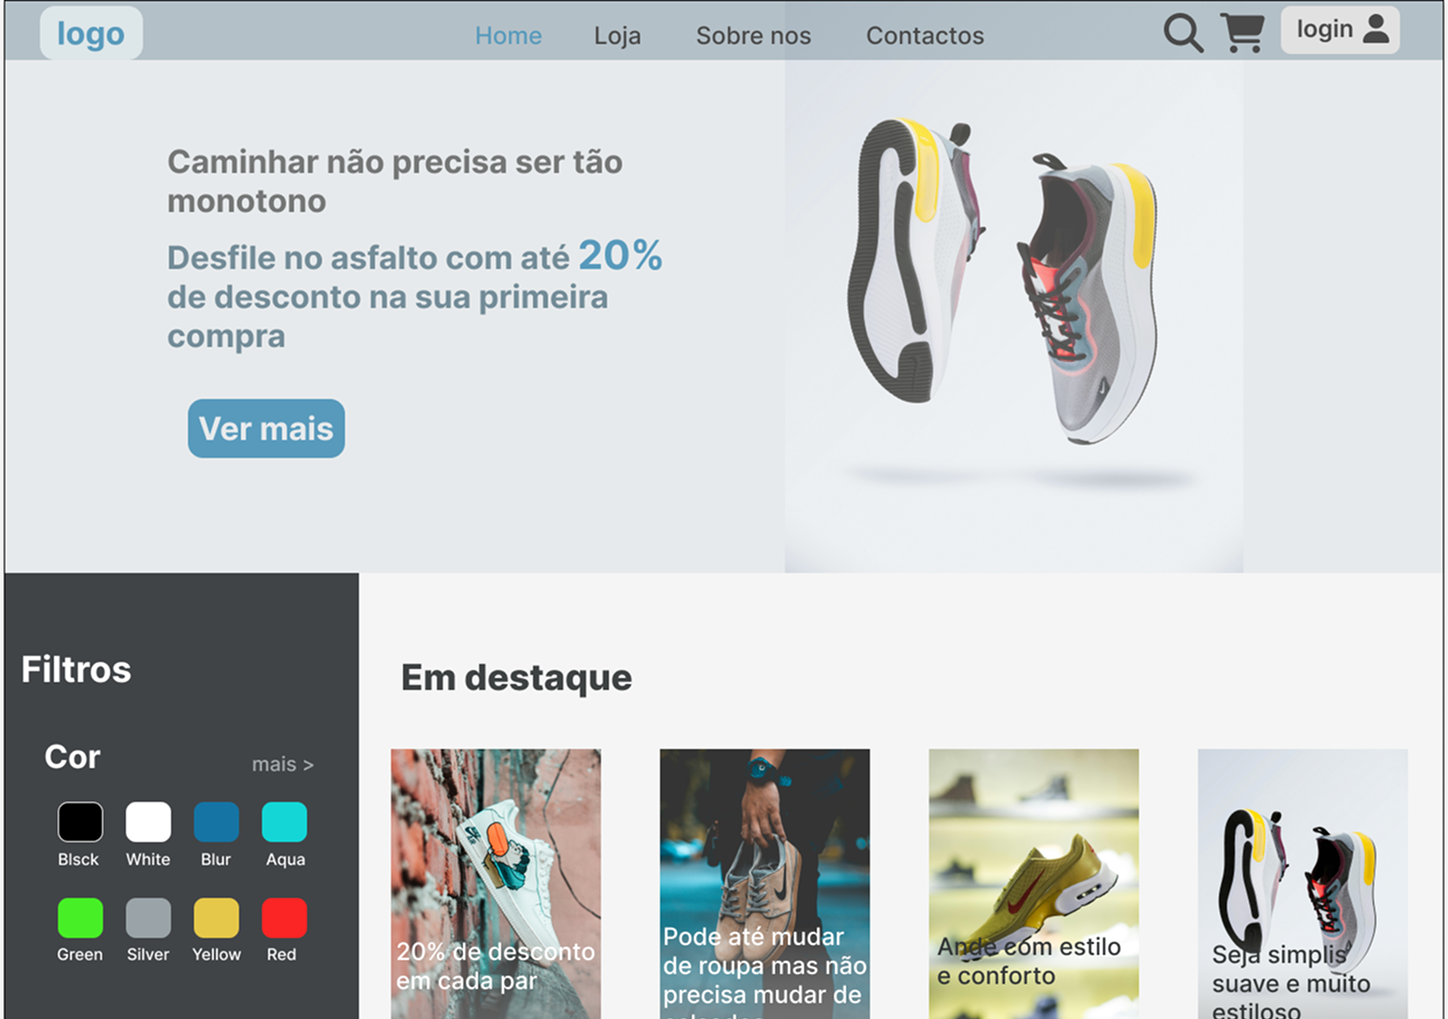 logo
Home Loja Sobre nos Contactos
login
Caminhar não precisa ser tão
monotono
Desfile no asfalto com até 20%
de desconto na sua primeira
compra
Ver mais
Filtros
Em destaque
Cor
mais >
Blsck White Blur Aqua
Green Silver Yellow Red
20% de desconto
em cada par
Pode até mudar
de roupa mas não
precisa mudar de
Ande com estilo
e conforto
Seja simplis
suave e muito
estiloso